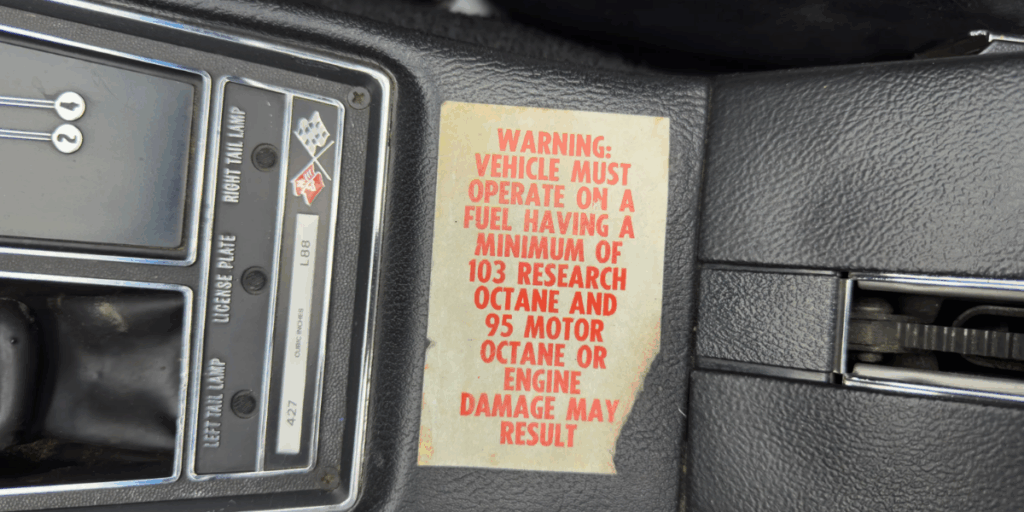 1
2
RIGHT TAIL LAMP
LICENSE PLATE
LEFT TAIL LAMP
L88
CUBIC INCHES
427
WARNING:
VEHICLE MUST
OPERATE ON A
FUEL HAVING A
MINIMUM OF
103 RESEARCH
OCTANE AND
95 MOTOR
OCTANE OR
ENGINE
DAMAGE MAY
RESULT